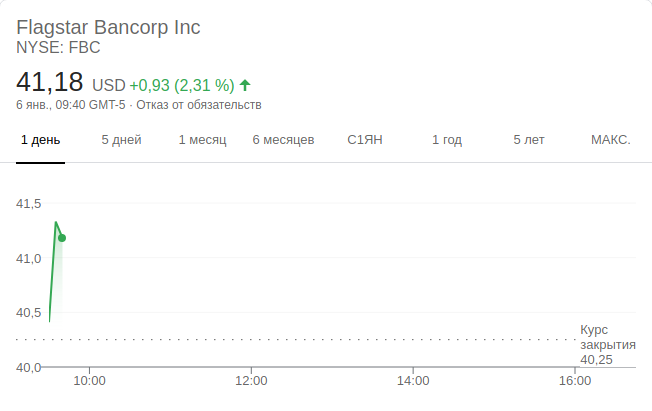 Flagstar Bancorp Inc
NYSE: FBC
41,18 USD +0,93 (2,31 %)
6 янв., 09:40 GMT-5 · Отказ от обязательств
1 день 5 дней 1 месяц 6 месяцев С1ЯН 1 год 5 лет МАКС.
41,5
41,0
40,5
40,0
Курс
закрытия
40,25
10:00 12:00 14:00 16:00